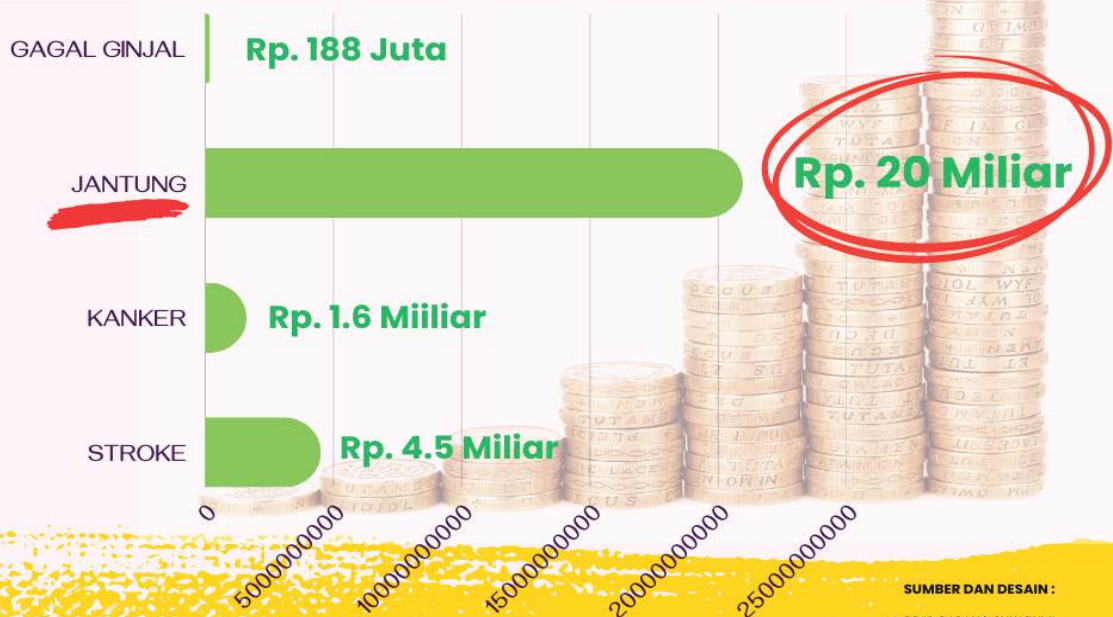 GAGAL GINJAL
Rp. 188 Juta
JANTUNG
Rp. 20 Miliar
KANKER
Rp. 1.6 Miiliar
STROKE
Rp. 4.5 Miliar
0
5000000000
10000000000
15000000000
20000000000
25000000000
SUMBER DAN DESAIN :